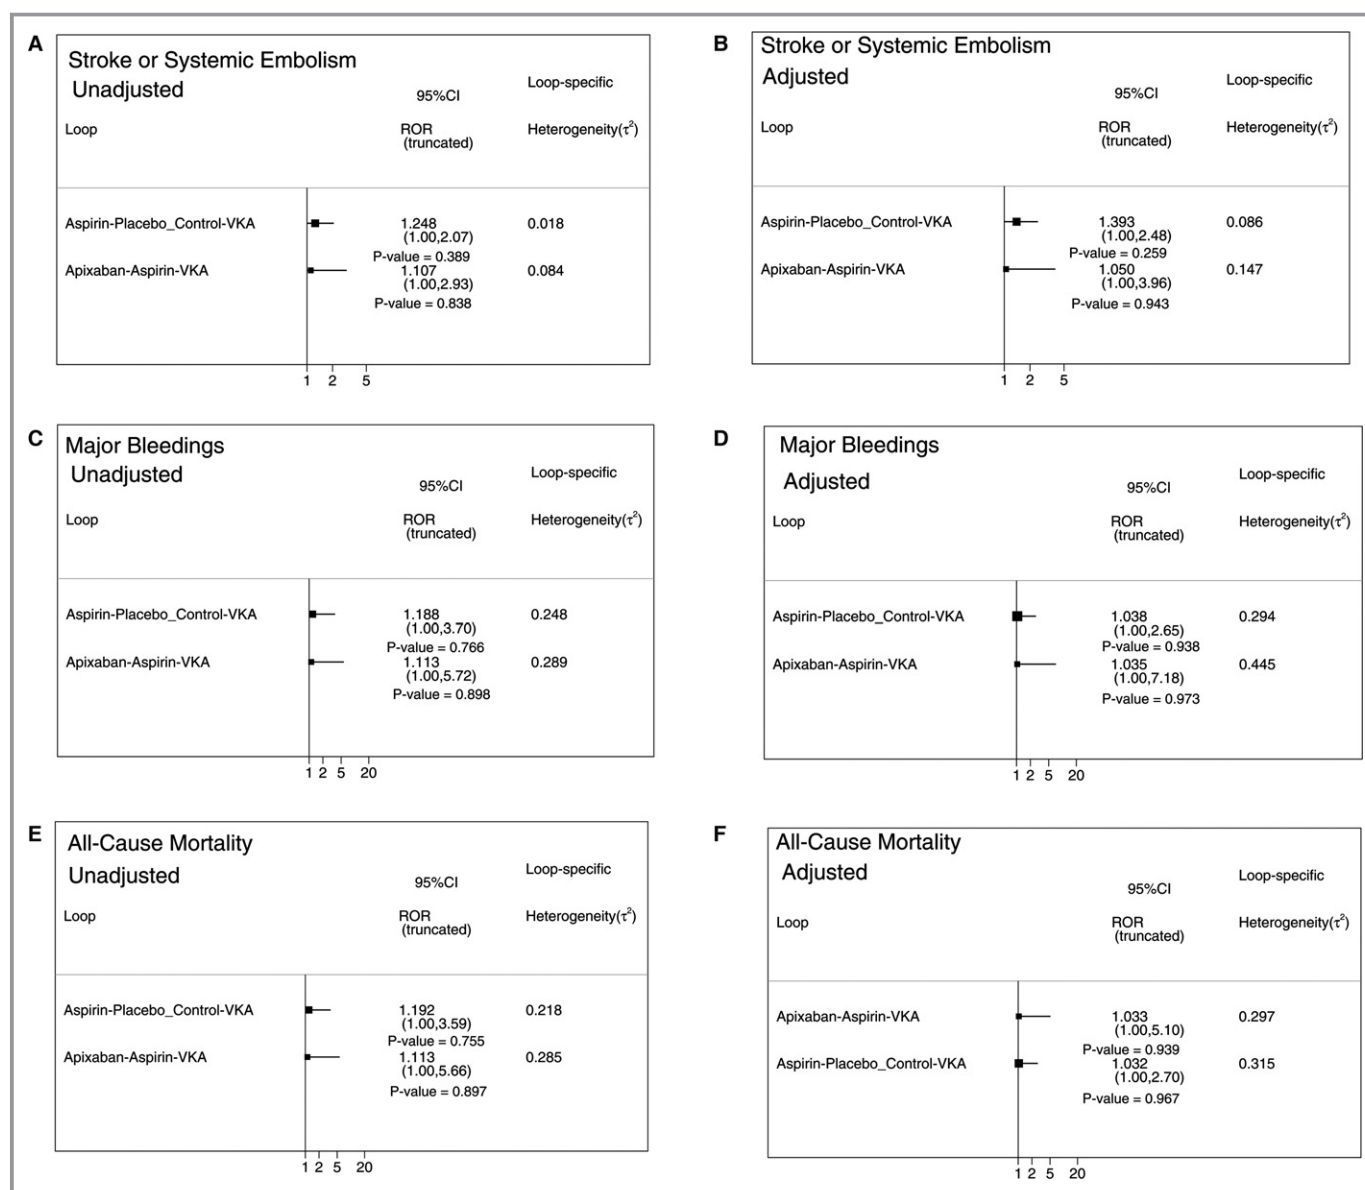 A
Stroke or Systemic Embolism
Unadjusted
95%CI
Loop-specific
Loop
ROR
(truncated)
Heterogeneity(τ²)
Aspirin-Placebo_Control-VKA
1.248
(1.00,2.07)
0.018
P-value = 0.389
Apixaban-Aspirin-VKA
1.107
(1.00,2.93)
0.084
P-value = 0.838
1 2 5
B
Stroke or Systemic Embolism
Adjusted
95%CI
Loop-specific
Loop
ROR
(truncated)
Heterogeneity(τ²)
Aspirin-Placebo_Control-VKA
1.393
(1.00,2.48)
0.086
P-value = 0.259
Apixaban-Aspirin-VKA
1.050
(1.00,3.96)
0.147
P-value = 0.943
1 2 5
C
Major Bleedings
Unadjusted
95%CI
Loop-specific
Loop
ROR
(truncated)
Heterogeneity(τ²)
Aspirin-Placebo_Control-VKA
1.188
(1.00,3.70)
0.248
P-value = 0.766
Apixaban-Aspirin-VKA
1.113
(1.00,5.72)
0.289
P-value = 0.898
1 2 5 20
D
Major Bleedings
Adjusted
95%CI
Loop-specific
Loop
ROR
(truncated)
Heterogeneity(τ²)
Aspirin-Placebo_Control-VKA
1.038
(1.00,2.65)
0.294
P-value = 0.938
Apixaban-Aspirin-VKA
1.035
(1.00,7.18)
0.445
P-value = 0.973
1 2 5 20
E
All-Cause Mortality
Unadjusted
95%CI
Loop-specific
Loop
ROR
(truncated)
Heterogeneity(τ²)
Aspirin-Placebo_Control-VKA
1.192
(1.00,3.59)
0.218
P-value = 0.755
Apixaban-Aspirin-VKA
1.113
(1.00,5.66)
0.285
P-value = 0.897
1 2 5 20
F
All-Cause Mortality
Adjusted
95%CI
Loop-specific
Loop
ROR
(truncated)
Heterogeneity(τ²)
Apixaban-Aspirin-VKA
1.033
(1.00,5.10)
0.297
P-value = 0.939
Aspirin-Placebo_Control-VKA
1.032
(1.00,2.70)
0.315
P-value = 0.967
1 2 5 20